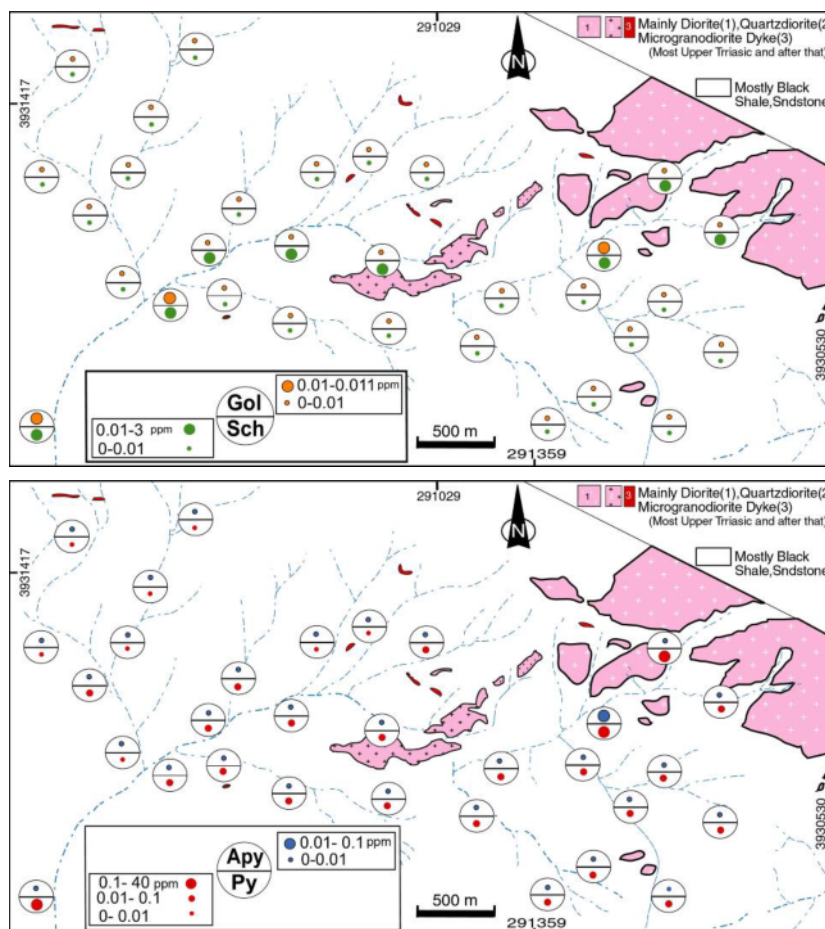 291029
3931417
N
1 3 Mainly Diorite(1),Quartzdiorite(2
Microgranodiorite Dyke(3)
(Most Upper Trriasic and after that)
Mostly Black
Shale,Sndstone
3930530
Gol
Sch
0.01-0.011 ppm
0-0.01
0.01-3 ppm
0-0.01
500 m
291359
291029
3931417
N
1 3 Mainly Diorite(1),Quartzdiorite(2
Microgranodiorite Dyke(3)
(Most Upper Trriasic and after that)
Mostly Black
Shale,Sndstone
3930530
Apy
Py
0.01- 0.1 ppm
0-0.01
0.1- 40 ppm
0.01- 0.1
0- 0.01
500 m
291359